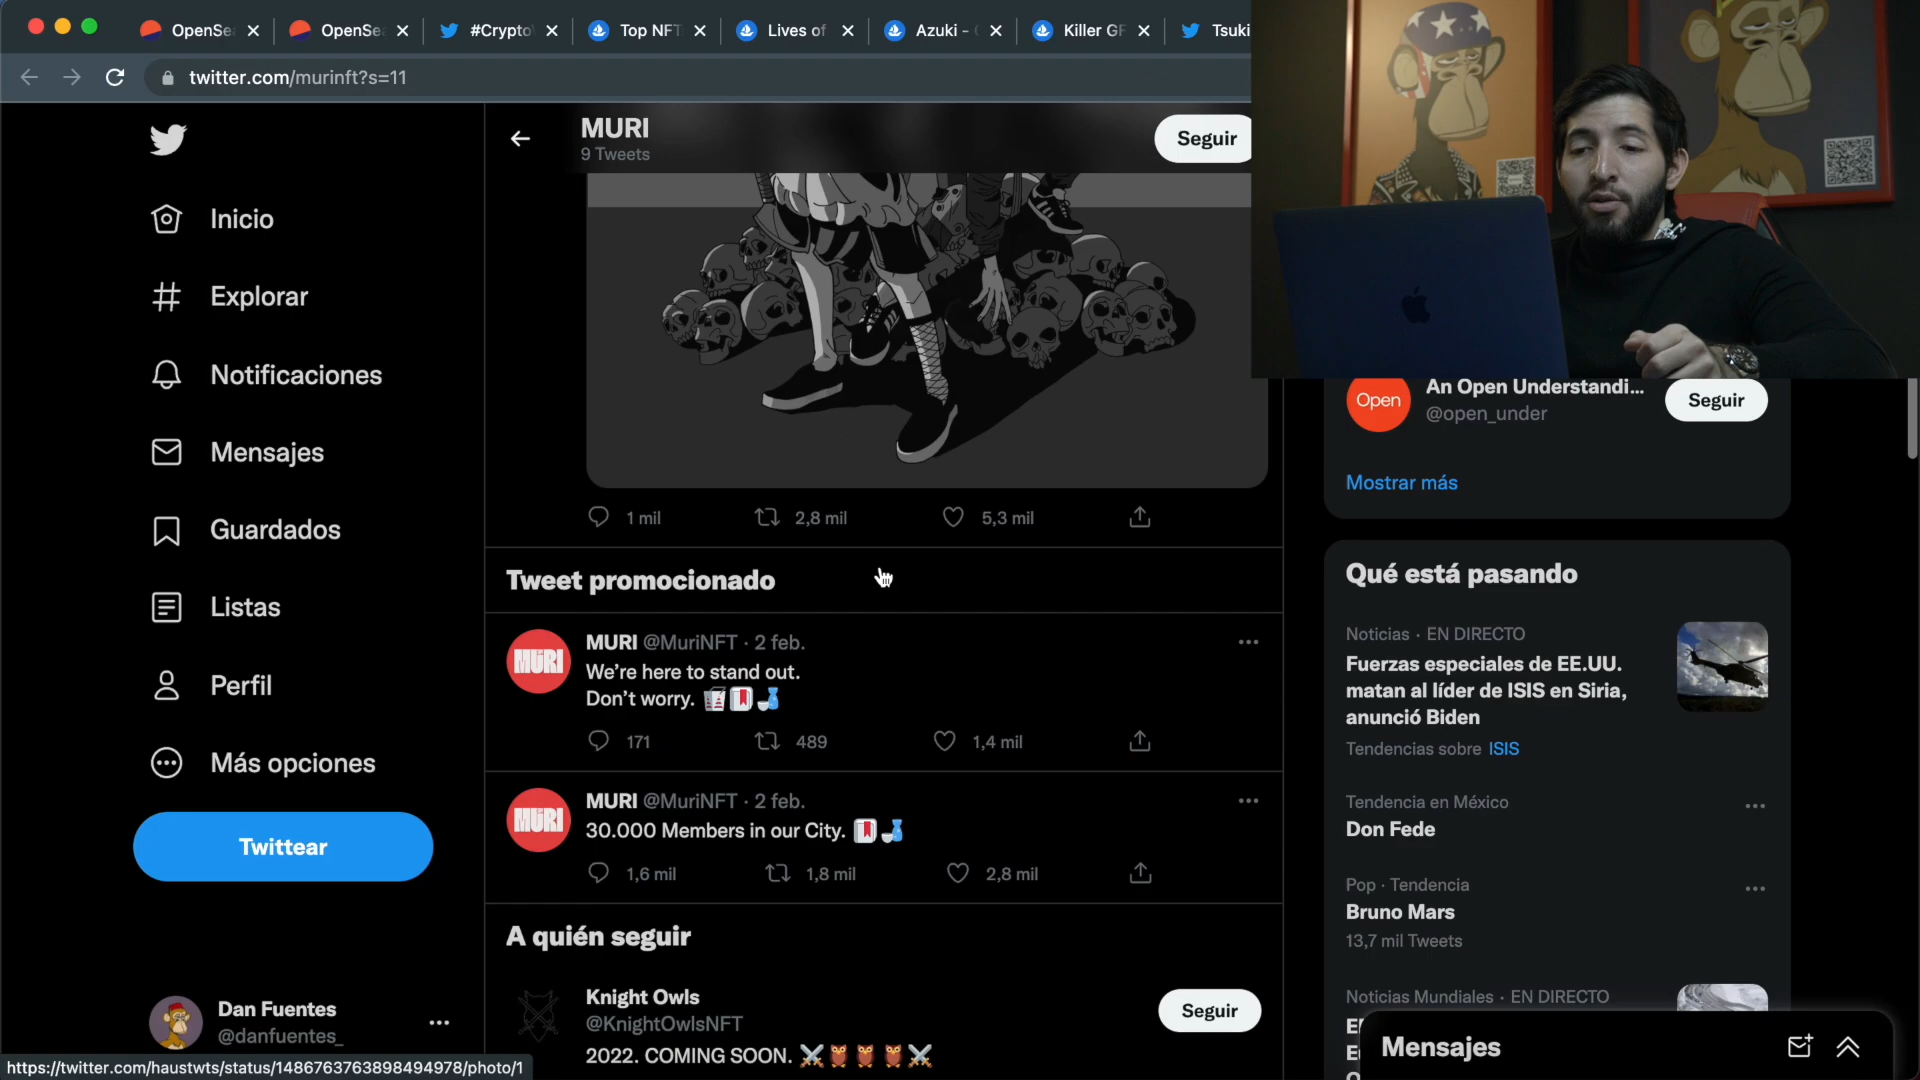 OpenSe
OpenSe
#Crypto
Top NFT
Lives of
Azuki -
Killer GF
Tsuki
twitter.com/murinft?s=11
MURI
9 Tweets
Seguir
Inicio
Explorar
Notificaciones
Mensajes
Guardados
Listas
Perfil
Más opciones
Twittear
Dan Fuentes
@danfuentes_
1 mil
2,8 mil
5,3 mil
Tweet promocionado
MURI
MURI @MuriNFT · 2 feb.
We're here to stand out.
Don't worry.
171
489
1,4 mil
MURI
MURI @MuriNFT · 2 feb.
30.000 Members in our City.
1,6 mil
1,8 mil
2,8 mil
A quién seguir
Knight Owls
@KnightOwlsNFT
Seguir
2022. COMING SOON.
Open
An Open Understandi...
@open_under
Seguir
Mostrar más
Qué está pasando
Noticias · EN DIRECTO
Fuerzas especiales de EE.UU.
matan al líder de ISIS en Siria,
anunció Biden
Tendencias sobre ISIS
Tendencia en México
Don Fede
Pop · Tendencia
Bruno Mars
13,7 mil Tweets
Noticias Mundiales · EN DIRECTO
Mensajes
https://twitter.com/haustwts/status/1486763763898494978/photo/1